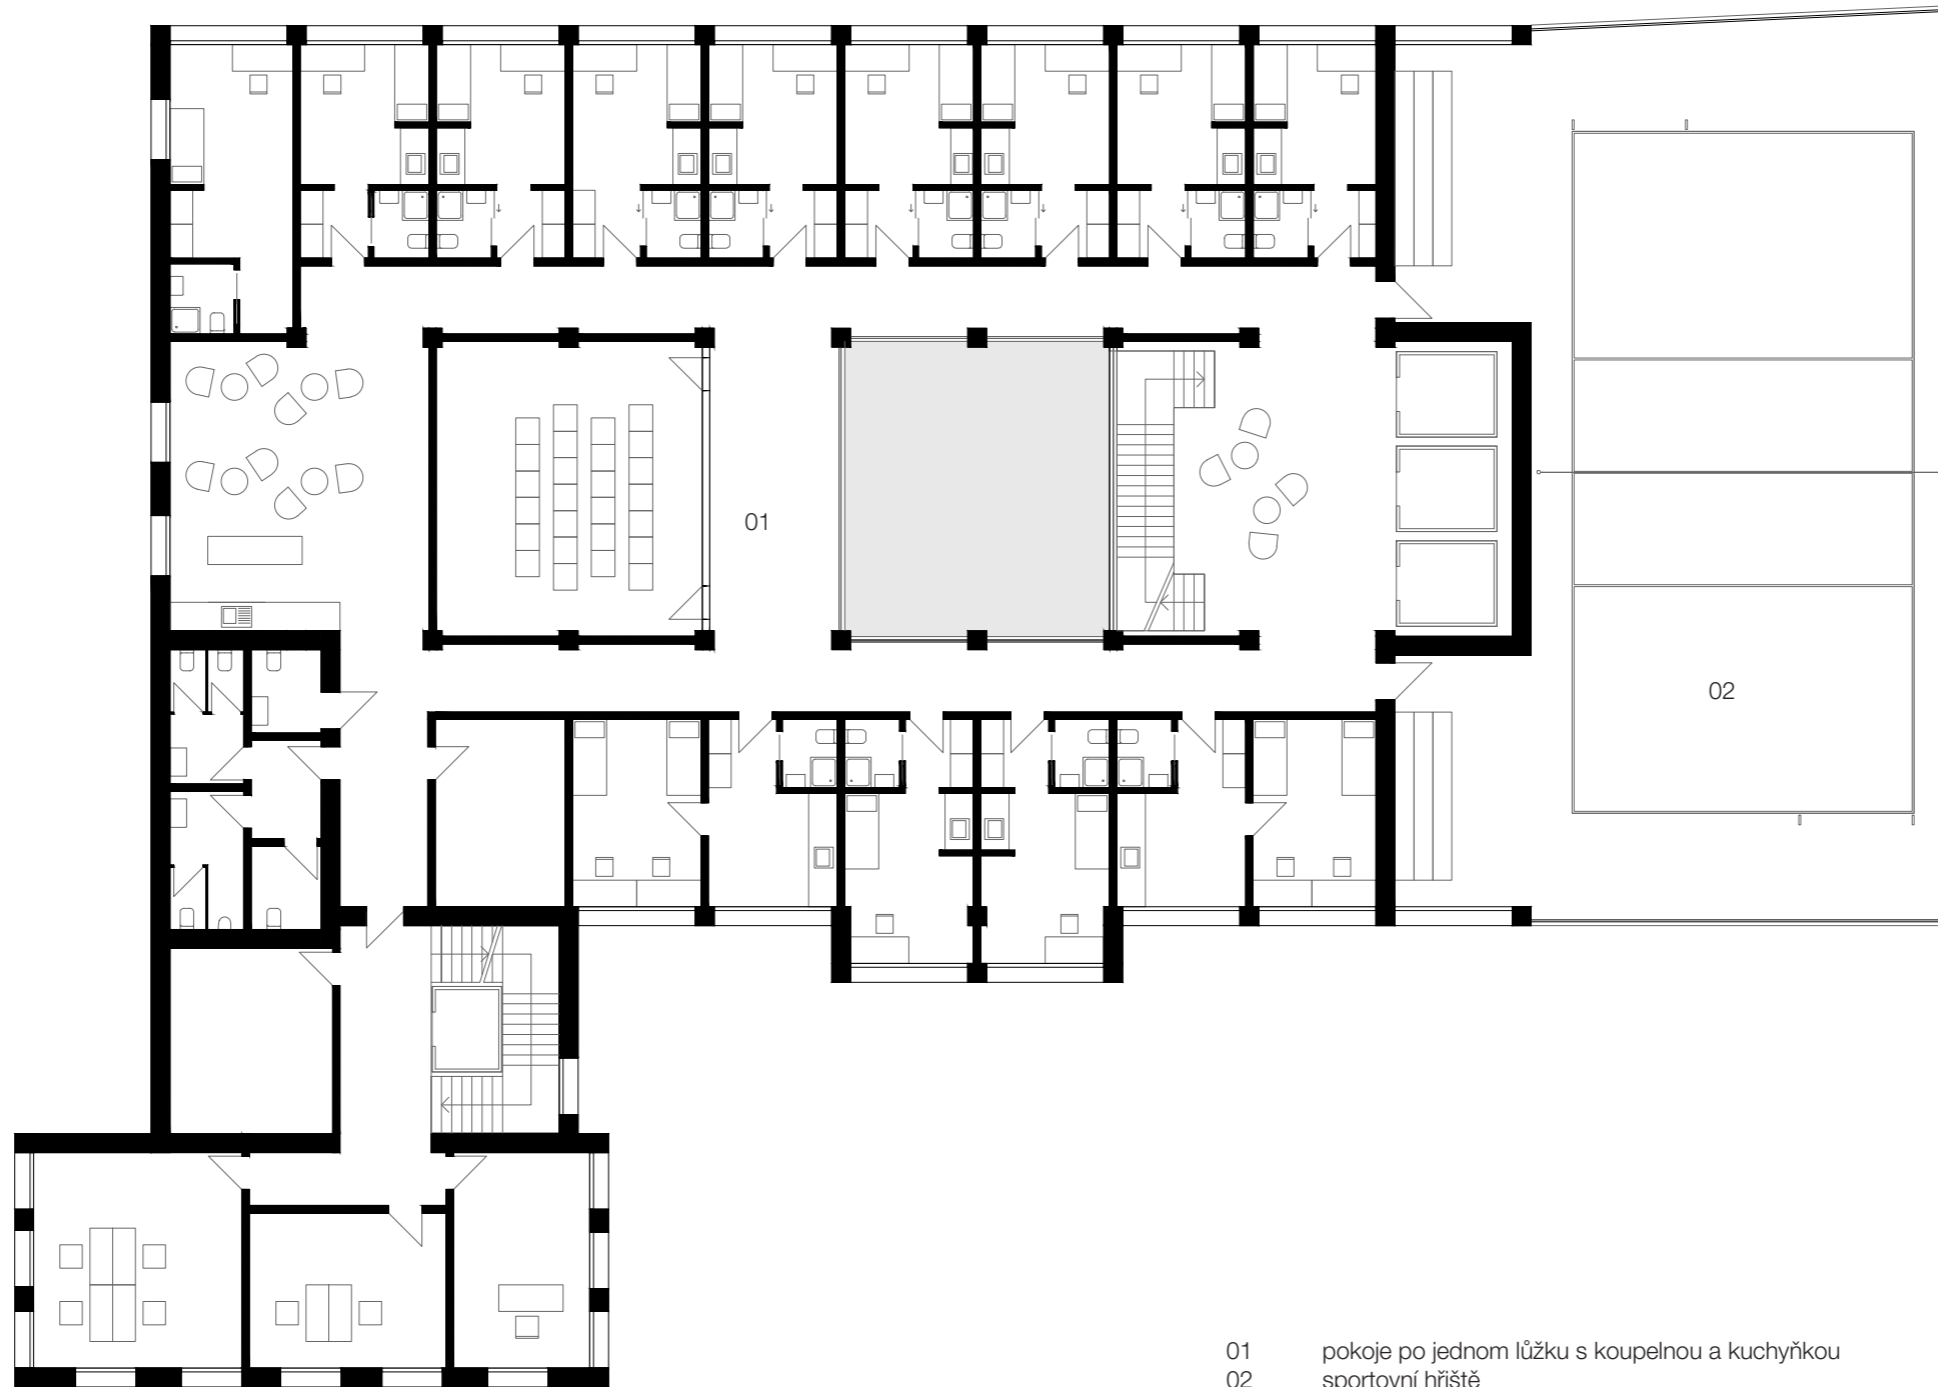 01
02
01 pokoje po jednom lůžku s koupelnou a kuchyňkou
02 sportovní hřiště